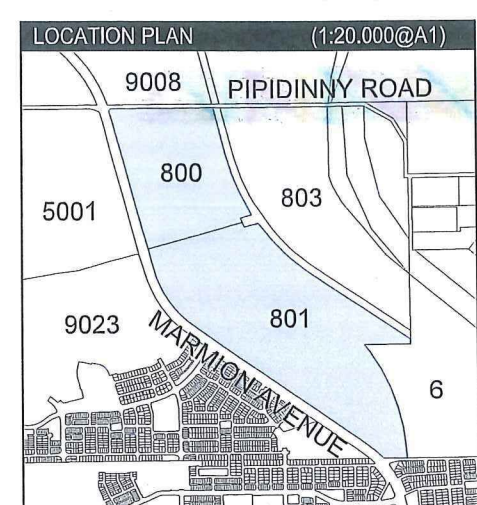 LOCATION PLAN (1:20.000@A1)
9008 PIPIDINNY ROAD
800
803
5001
801
9023
MARMION AVENUE
6